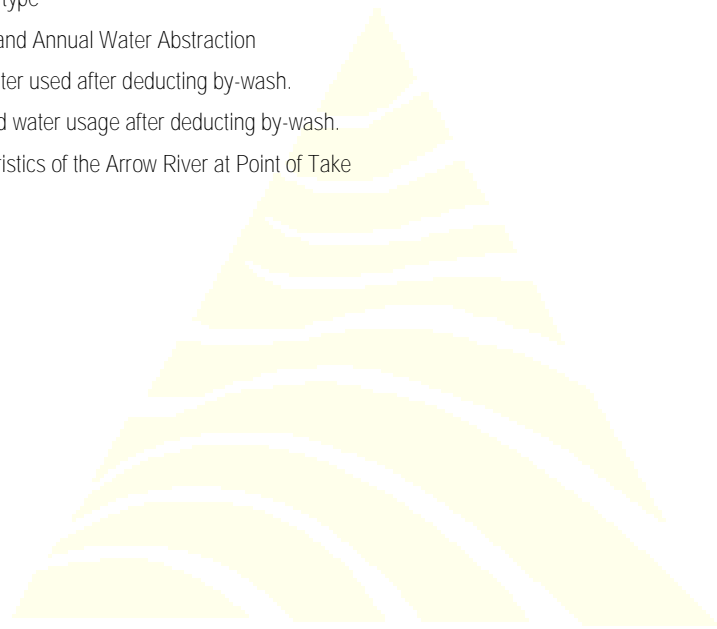 type
and Annual Water Abstraction
ter used after deducting by-wash.
d water usage after deducting by-wash.
ristics of the Arrow River at Point of Take